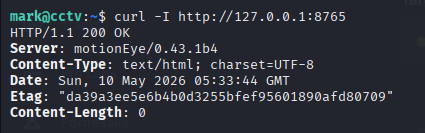 mark@cctv:~$ curl -I http://127.0.0.1:8765
HTTP/1.1 200 OK
Server: motionEye/0.43.1b4
Content-Type: text/html; charset=UTF-8
Date: Sun, 10 May 2026 05:33:44 GMT
Etag: "da39a3ee5e6b4b0d3255bfef95601890afd80709"
Content-Length: 0